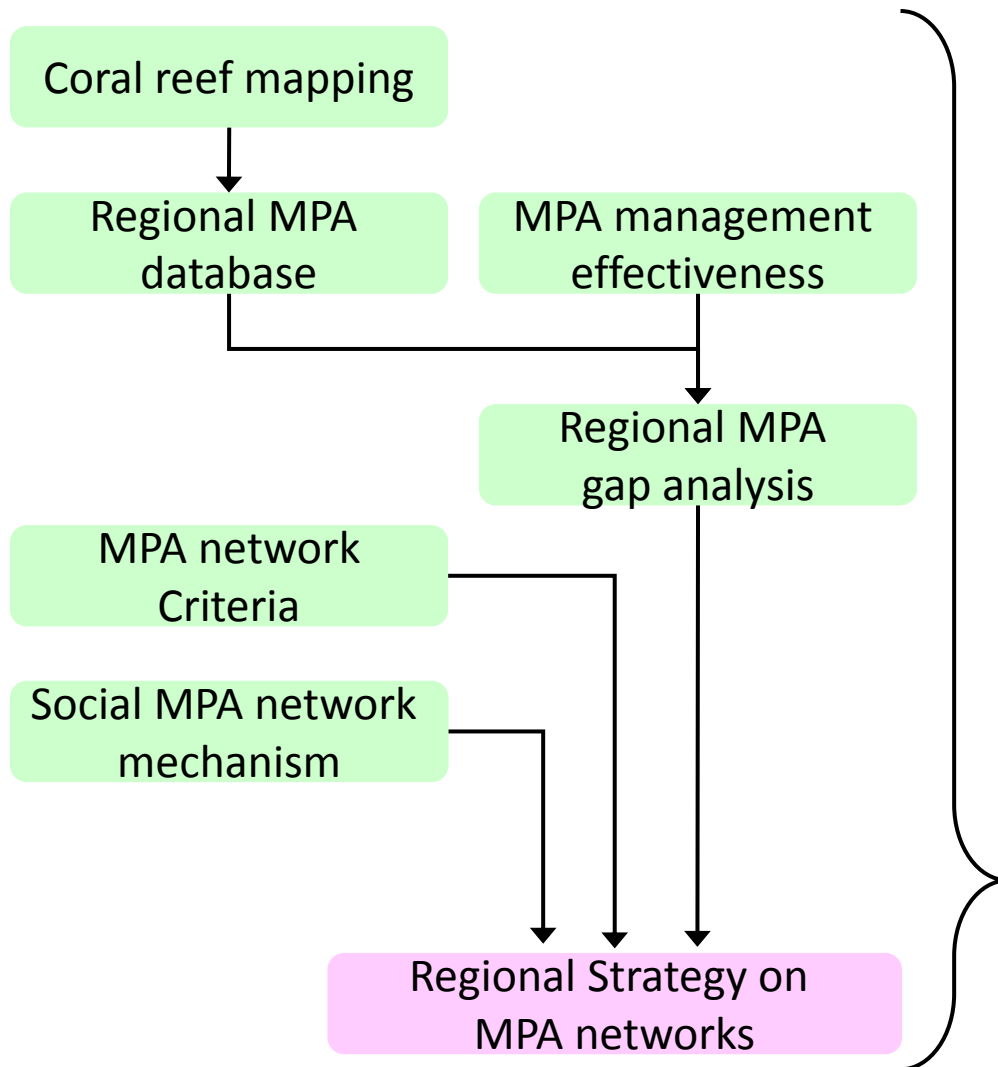 Coral reef mapping
Regional MPA
database
MPA management
effectiveness
Regional MPA
gap analysis
MPA network
Criteria
Social MPA network
mechanism
Regional Strategy on
MPA networks